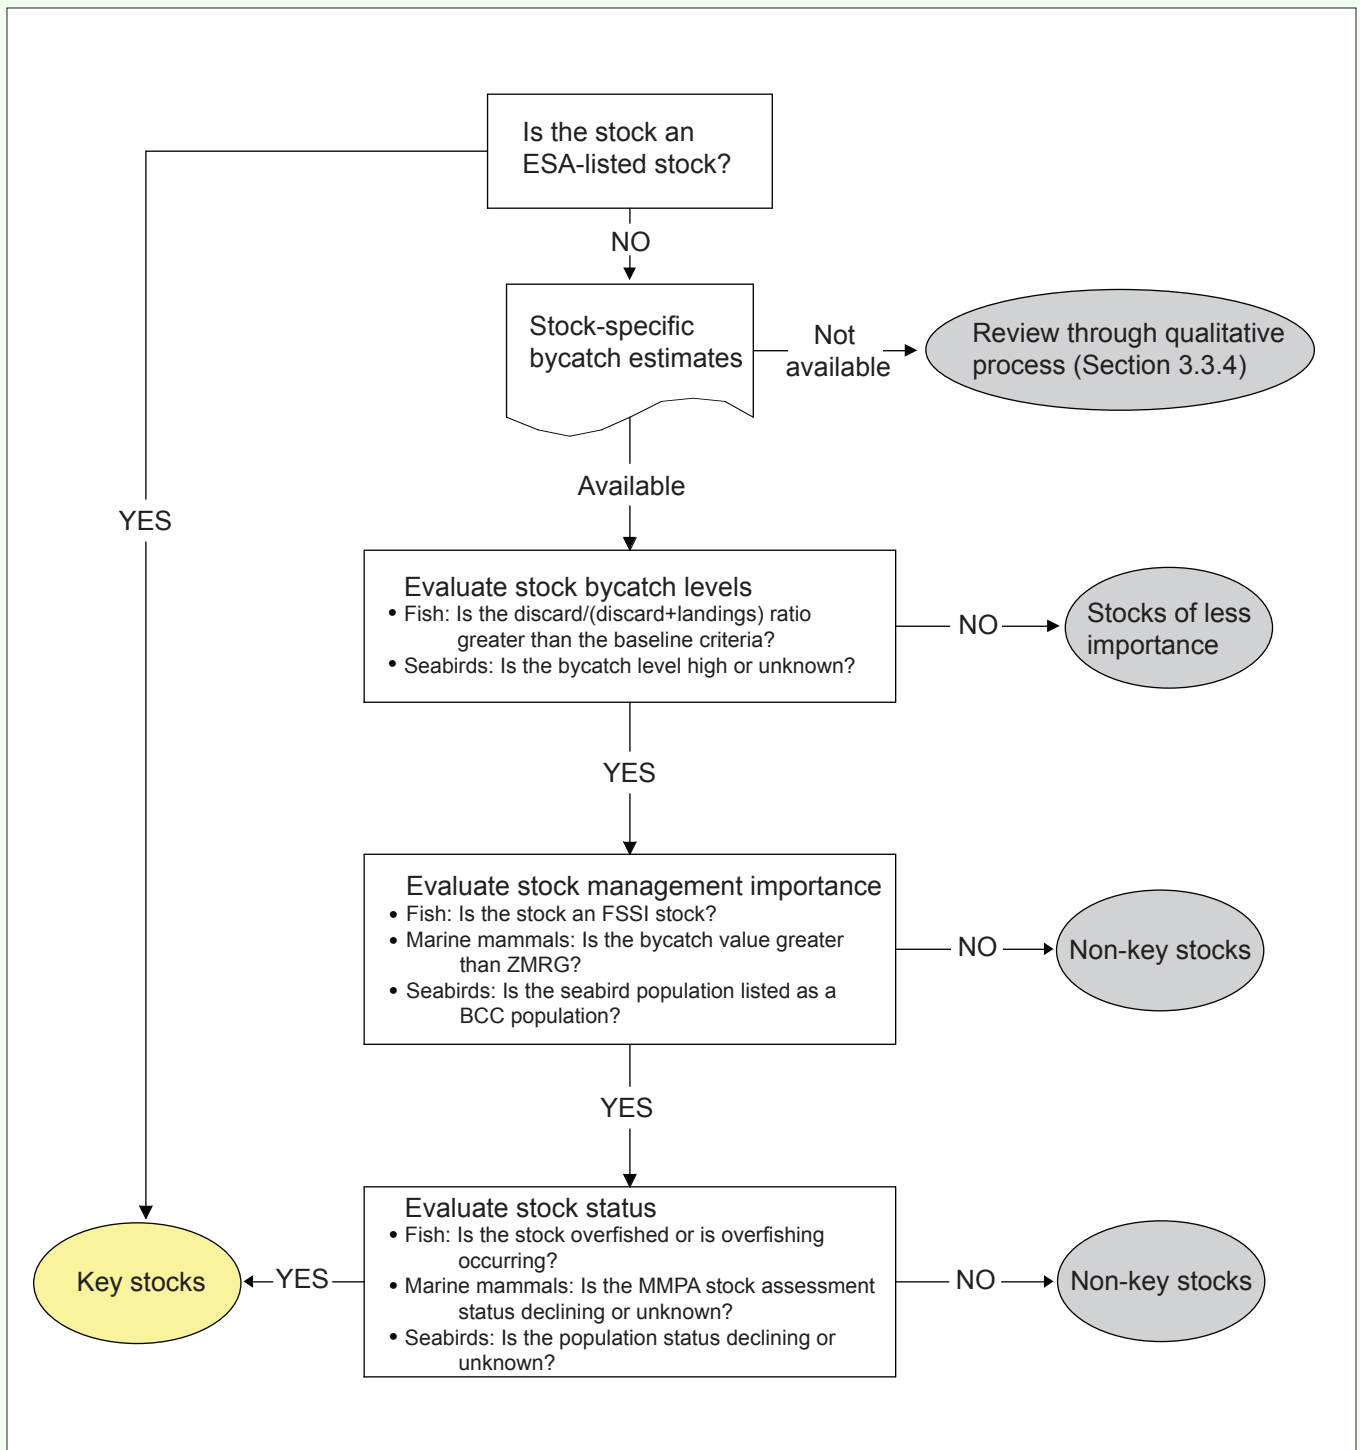 Is the stock an
ESA-listed stock?
NO
Stock-specific
bycatch estimates
Not
available
Review through qualitative
process (Section 3.3.4)
Available
YES
Evaluate stock bycatch levels
• Fish: Is the discard/(discard+landings) ratio
greater than the baseline criteria?
• Seabirds: Is the bycatch level high or unknown?
NO
Stocks of less
importance
YES
Evaluate stock management importance
• Fish: Is the stock an FSSI stock?
• Marine mammals: Is the bycatch value greater
than ZMRG?
• Seabirds: Is the seabird population listed as a
BCC population?
NO
Non-key stocks
YES
Evaluate stock status
• Fish: Is the stock overfished or is overfishing
occurring?
• Marine mammals: Is the MMPA stock assessment
status declining or unknown?
• Seabirds: Is the population status declining or
unknown?
YES
Key stocks
NO
Non-key stocks